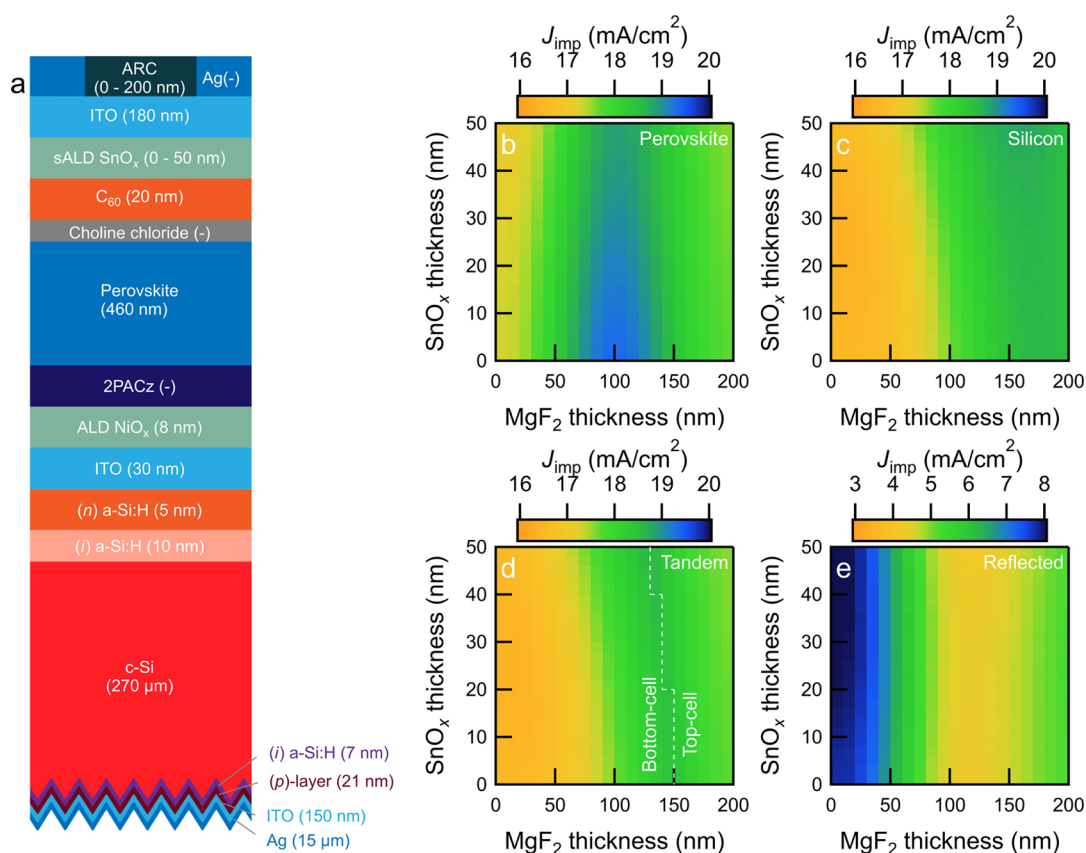 a
ARC
(0 - 200 nm)
Ag(-)
ITO (180 nm)
sALD SnOx (0 - 50 nm)
C60 (20 nm)
Choline chloride (-)
Perovskite
(460 nm)
2PACz (-)
ALD NiOx (8 nm)
ITO (30 nm)
(n) a-Si:H (5 nm)
(i) a-Si:H (10 nm)
c-Si
(270 µm)
(i) a-Si:H (7 nm)
(p)-layer (21 nm)
ITO (150 nm)
Ag (15 µm)
Jimp (mA/cm²)
16 17 18 19 20
b
Perovskite
SnOx thickness (nm)
50
40
30
20
10
0
0 50 100 150 200
MgF2 thickness (nm)
Jimp (mA/cm²)
16 17 18 19 20
c
Silicon
SnOx thickness (nm)
50
40
30
20
10
0
0 50 100 150 200
MgF2 thickness (nm)
Jimp (mA/cm²)
16 17 18 19 20
d
Tandem
Bottom-cell
Top-cell
SnOx thickness (nm)
50
40
30
20
10
0
0 50 100 150 200
MgF2 thickness (nm)
Jimp (mA/cm²)
3 4 5 6 7 8
e
Reflected
SnOx thickness (nm)
50
40
30
20
10
0
0 50 100 150 200
MgF2 thickness (nm)